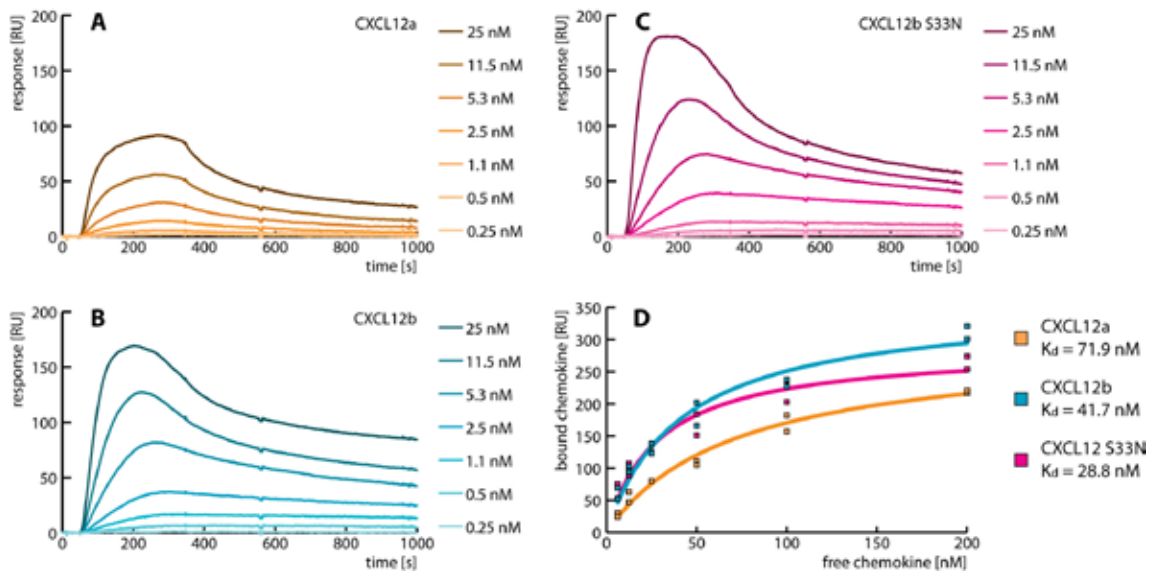 A
CXCL12a
response [RU]
200
150
100
50
0
0
200
400
600
800
1000
time [s]
25 nM
11.5 nM
5.3 nM
2.5 nM
1.1 nM
0.5 nM
0.25 nM
C
CXCL12b S33N
response [RU]
200
150
100
50
0
0
200
400
600
800
1000
time [s]
25 nM
11.5 nM
5.3 nM
2.5 nM
1.1 nM
0.5 nM
0.25 nM
B
CXCL12b
response [RU]
200
150
100
50
0
0
200
400
600
800
1000
time [s]
25 nM
11.5 nM
5.3 nM
2.5 nM
1.1 nM
0.5 nM
0.25 nM
D
bound chemokine [RU]
350
300
250
200
150
100
50
0
0
50
100
150
200
free chemokine [nM]
CXCL12a
Kd = 71.9 nM
CXCL12b
Kd = 41.7 nM
CXCL12 S33N
Kd = 28.8 nM